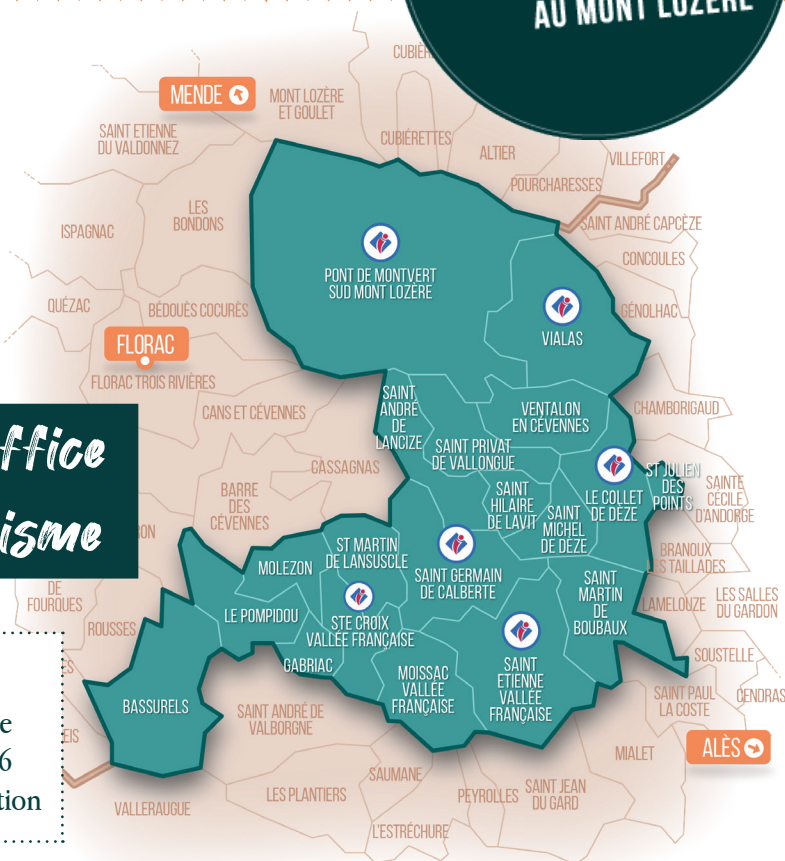 AU MONT LOZÈRE
MENDE
MONT LOZÈRE
ET GOULET
SAINT ETIENNE
DU VALDONNEZ
CUBIÉRETTES
ALTIER
VILLEFORT
POURCHARESSES
LES
BONDONS
ISPAGNAC
SAINT ANDRÉ CAPCÈZE
CONCOULES
PONT DE MONTVERT
SUD MONT LOZÈRE
QUÉZAC
BÉDOUÈS COCURÈS
GÉNOLHAC
VIALAS
FLORAC
FLORAC TROIS RIVIÈRES
CANS ET CÉVENNES
SAINT
ANDRÉ
DE
LANCIZE
VENTALON
EN CÉVENNES
CHAMBORIGAUD
ffice
isme
SAINT PRIVAT
DE VALLONGUE
CASSAGNAS
ST JULIEN
DES
POINTS
SAINTE
CÉCILE
D'ANDORGE
BARRE
DES
CÉVENNES
SAINT
HILAIRE
DE LAVIT
LE COLLET
DE DÈZE
SAINT
MICHEL
DE DÈZE
RON
ST MARTIN
DE LANSUSCLE
BRANOUX
LES TAILLADES
MOLEZON
SAINT GERMAIN
DE CALBERTE
SAINT
MARTIN
DE
BOUBAUX
DE
FOURQUES
LAMELOUZE
LES SALLES
DU GARDON
LE POMPIDOU
STE CROIX
VALLÉE FRANÇAISE
ROUSSES
SOUSTELLE
GABRIAC
MOISSAC
VALLÉE
FRANÇAISE
SAINT
ETIENNE
VALLÉE
FRANÇAISE
ES
SAINT PAUL
LA COSTE
CENDRAS
BASSURELS
SAINT ANDRÉ DE
VALBORGNE
e
6
tion
EIS
MIALET
ALÈS
SAUMANE
LES PLANTIERS
PEYROLLES
SAINT JEAN
DU GARD
VALLERAUGUE
L'ESTRÉCHURE